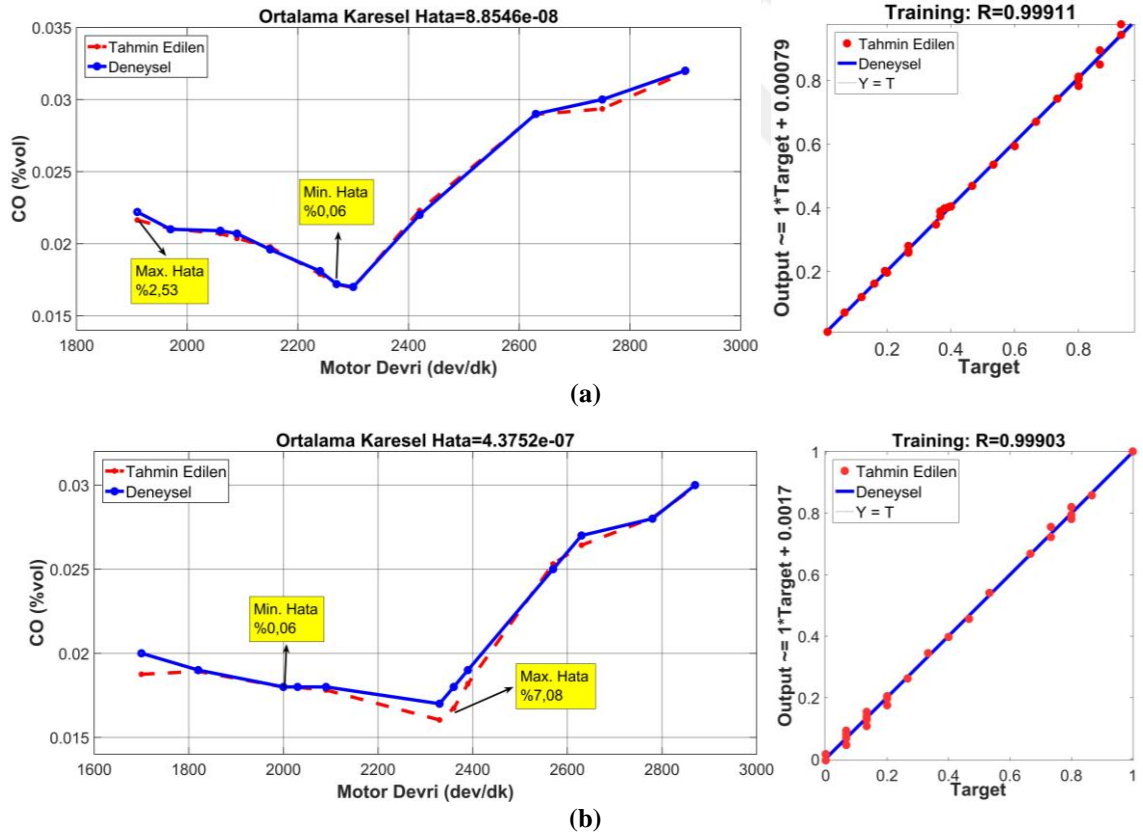 Ortalama Karesel Hata=8.8546e-08
Tahmin Edilen
Deneysel
CO (%vol)
0.035
0.03
0.025
0.02
0.015
Min. Hata
%0,06
Max. Hata
%2,53
1800
2000
2200
2400
2600
2800
3000
Motor Devri (dev/dk)
Training: R=0.99911
Tahmin Edilen
Deneysel
Y = T
Output ~= 1*Target + 0.00079
0.8
0.6
0.4
0.2
0.2
0.4
0.6
0.8
Target
(a)
Ortalama Karesel Hata=4.3752e-07
Tahmin Edilen
Deneysel
CO (%vol)
0.03
0.025
0.02
0.015
Min. Hata
%0,06
Max. Hata
%7,08
1600
1800
2000
2200
2400
2600
2800
3000
Motor Devri (dev/dk)
Training: R=0.99903
Tahmin Edilen
Deneysel
Y = T
Output ~= 1*Target + 0.0017
1
0.8
0.6
0.4
0.2
0
0
0.2
0.4
0.6
0.8
1
Target
(b)